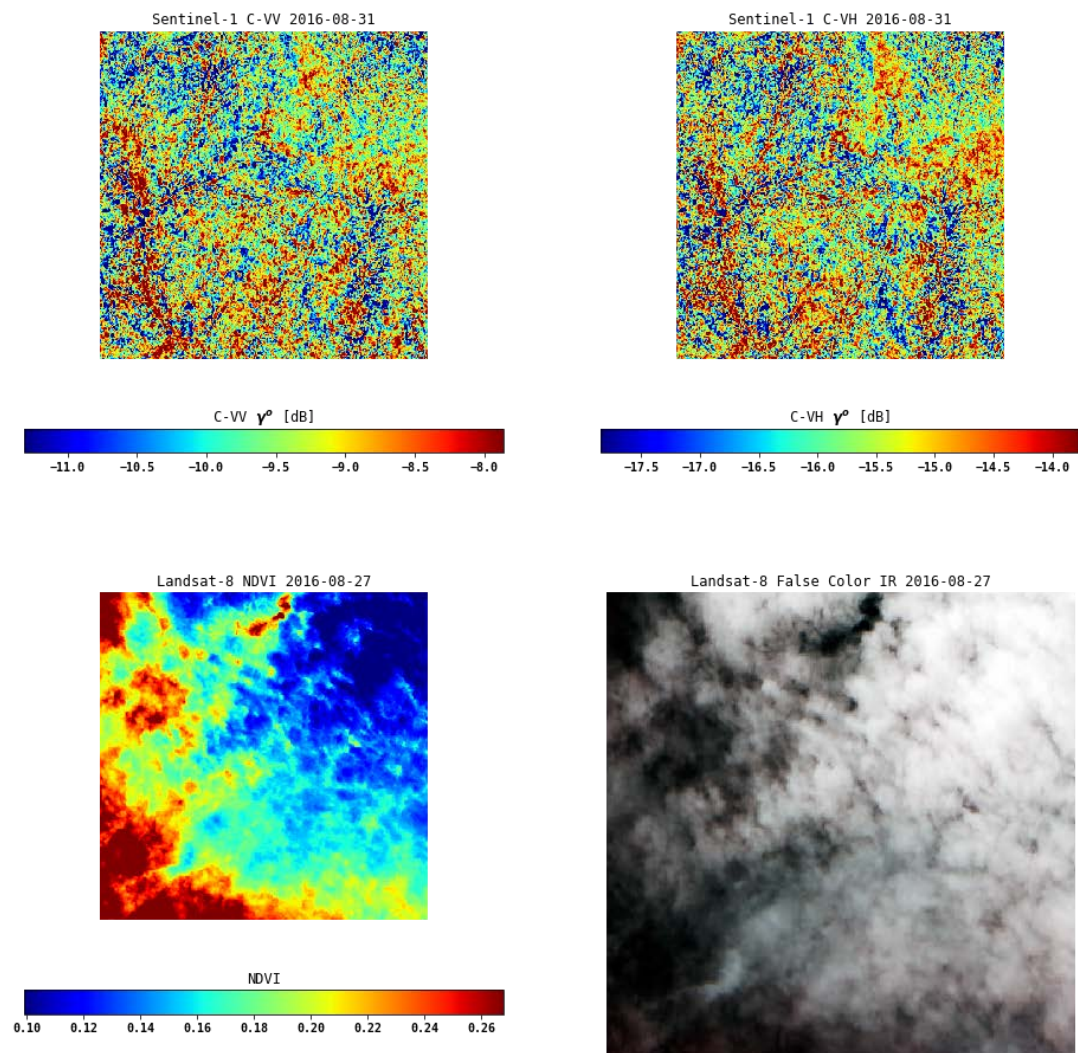 Sentinel-1 C-VV 2016-08-31
Sentinel-1 C-VH 2016-08-31
C-VV γ° [dB]
−11.0 −10.5 −10.0 −9.5 −9.0 −8.5 −8.0
C-VH γ° [dB]
−17.5 −17.0 −16.5 −16.0 −15.5 −15.0 −14.5 −14.0
Landsat-8 NDVI 2016-08-27
Landsat-8 False Color IR 2016-08-27
NDVI
0.10 0.12 0.14 0.16 0.18 0.20 0.22 0.24 0.26